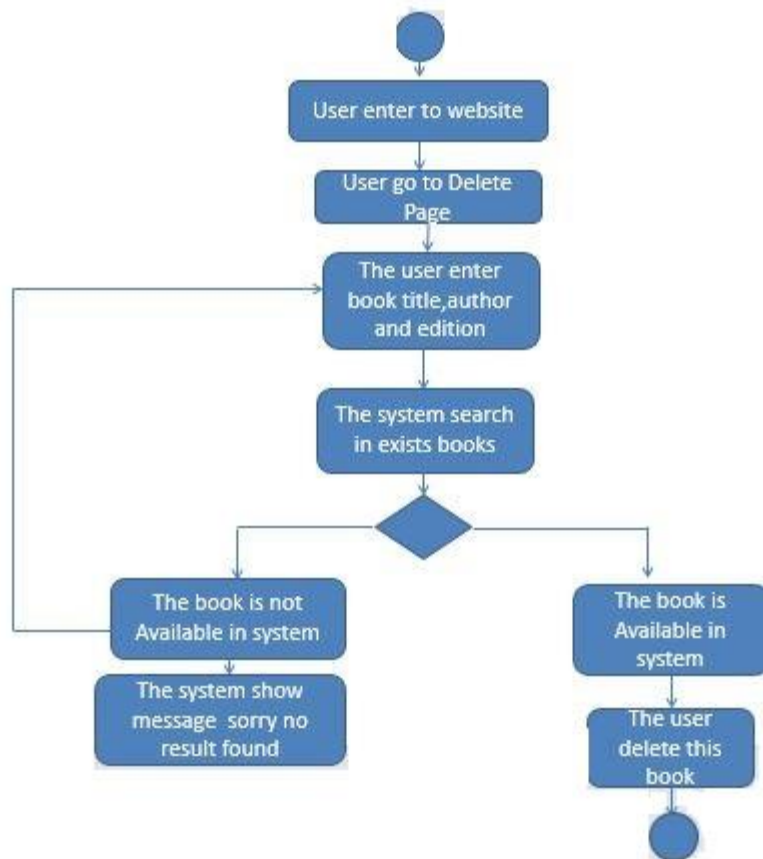 User enter to website
User go to Delete
Page
The user enter
book title,author
and edition
The system search
in exists books
The book is not
Available in system
The system show
message sorry no
result found
The book is
Available in
system
The user
delete this
book